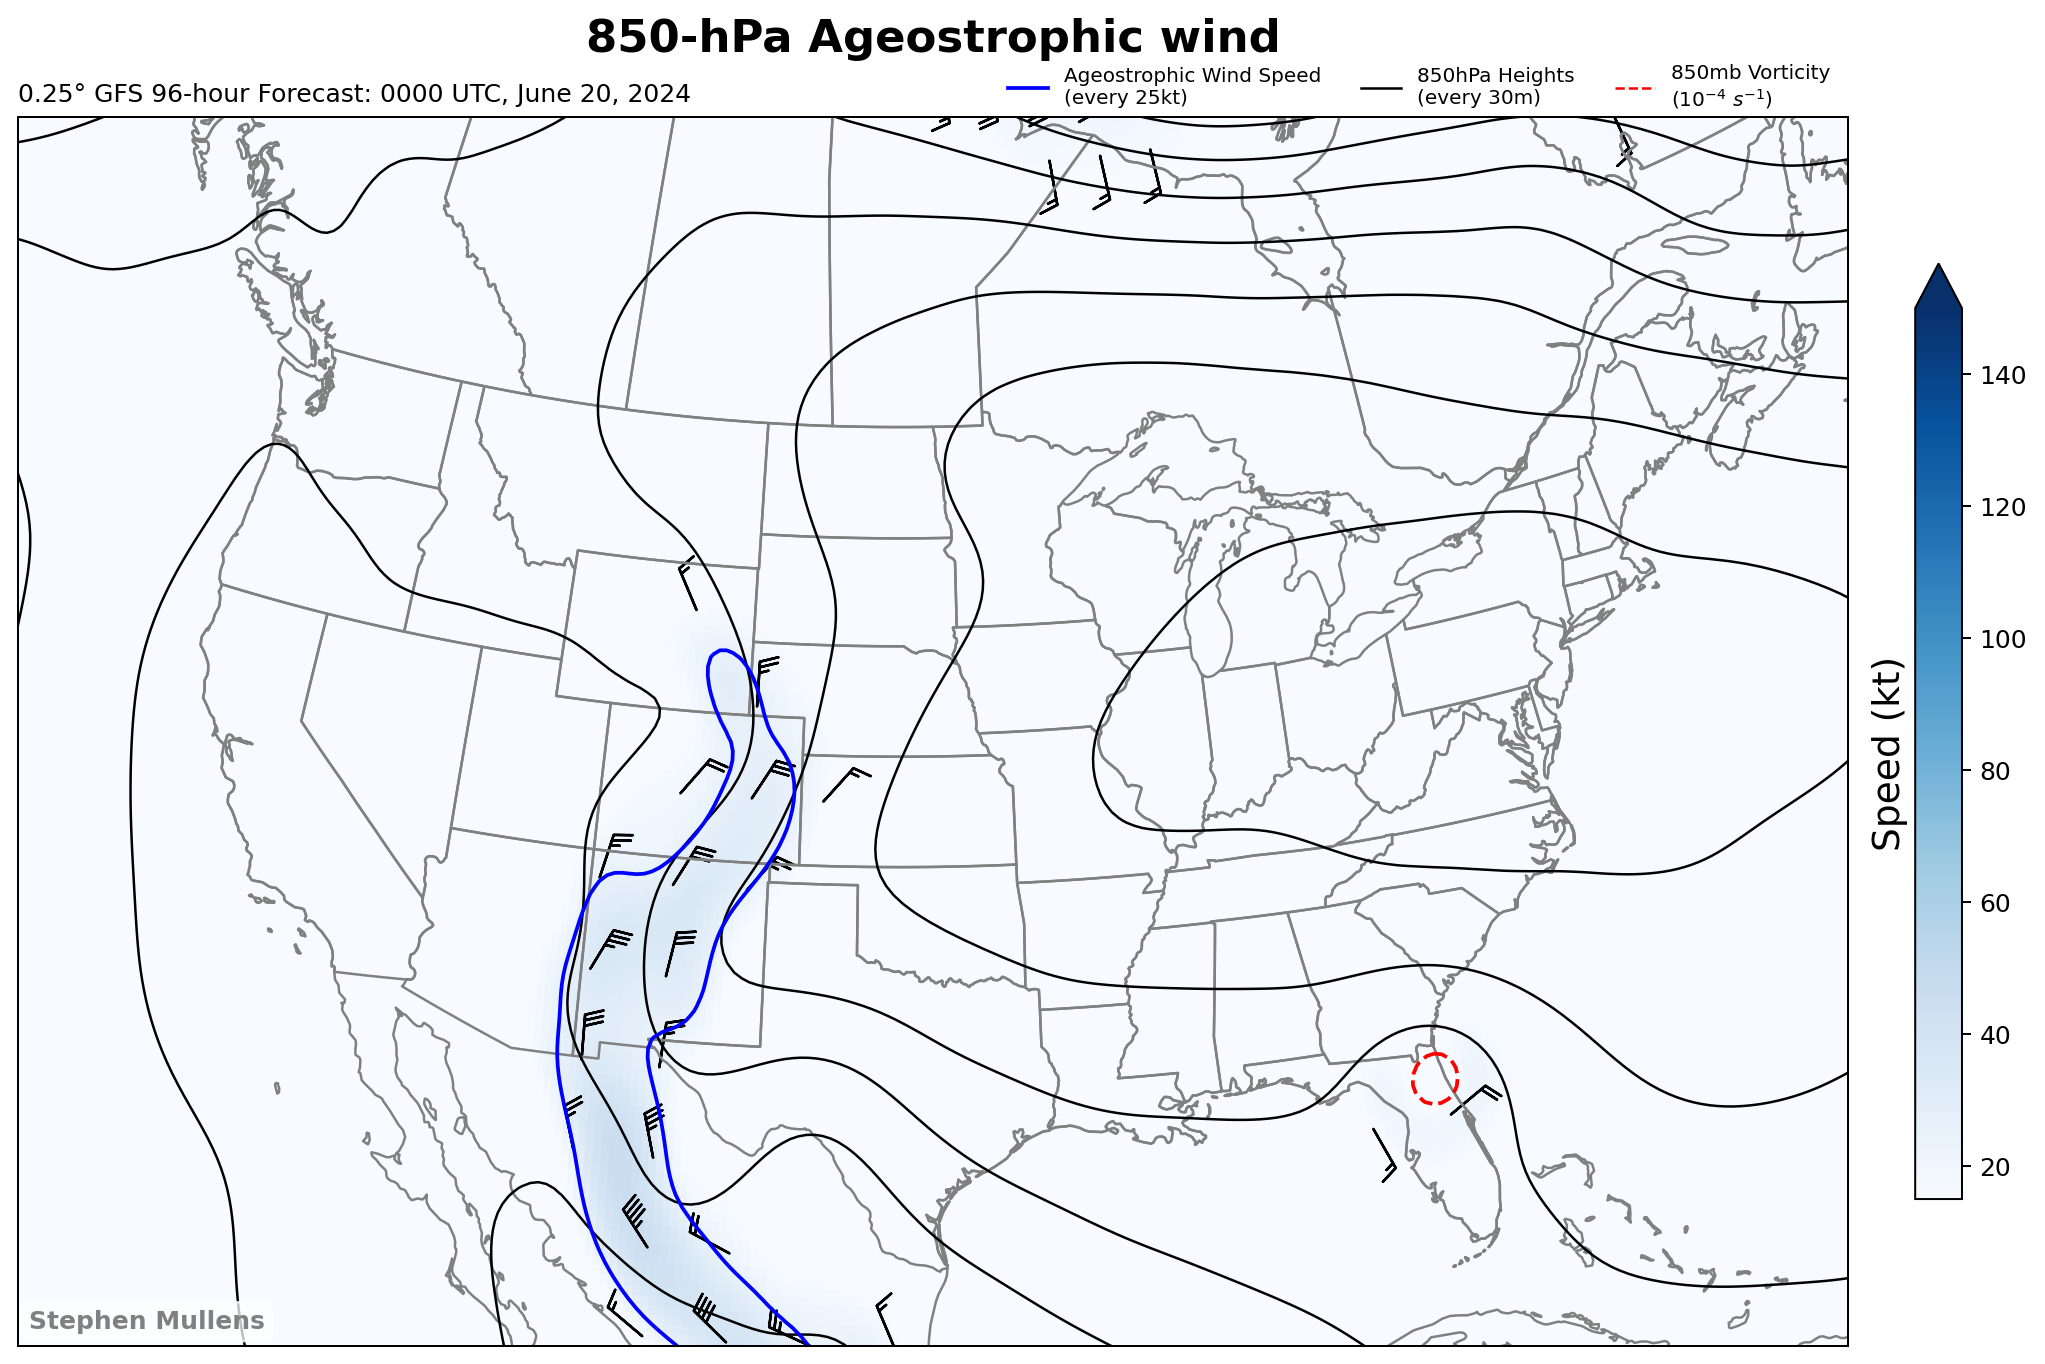 850-hPa Ageostrophic wind
0.25° GFS 96-hour Forecast: 0000 UTC, June 20, 2024
Ageostrophic Wind Speed
(every 25kt)
850hPa Heights
(every 30m)
850mb Vorticity
(10⁻⁴ s⁻¹)
140
120
100
80
60
40
20
Speed (kt)
Stephen Mullens